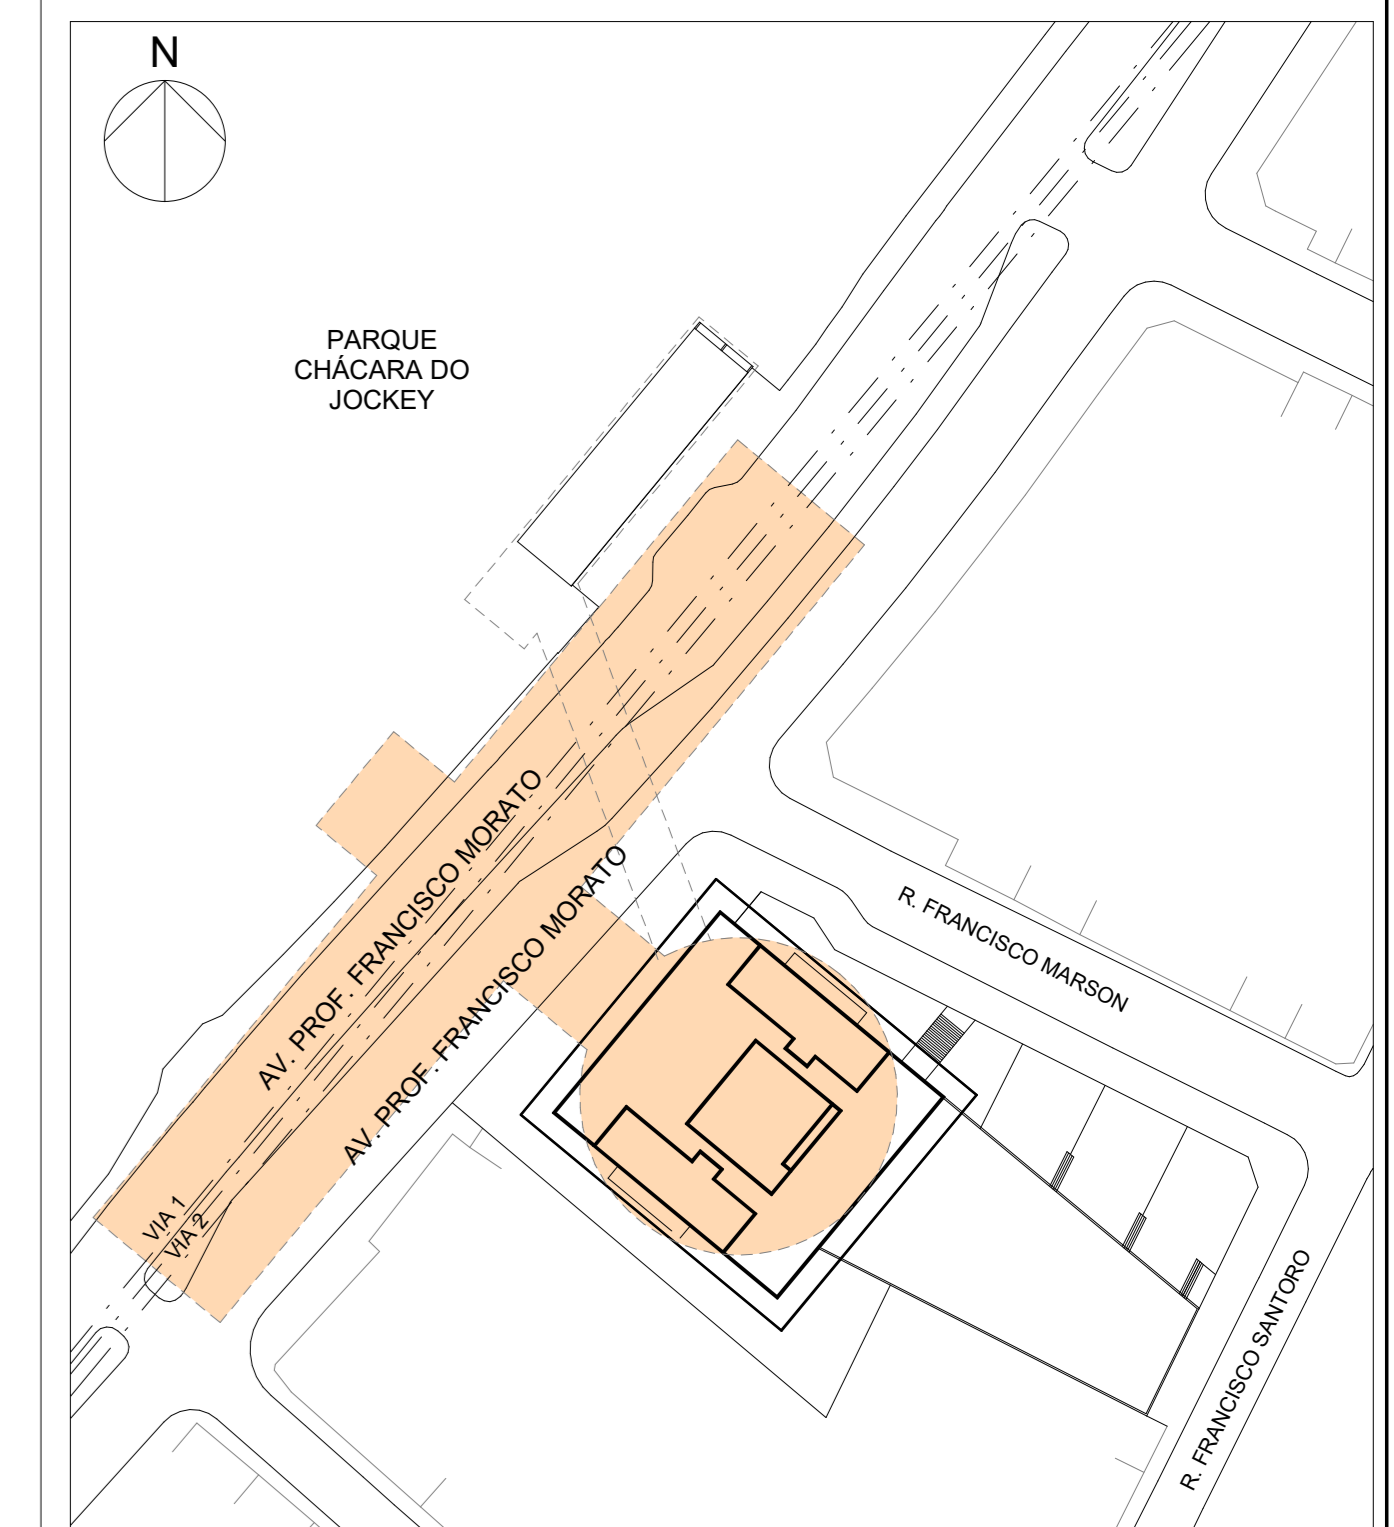 N
PARQUE
CHÁCARA DO
JOCKEY
AV. PROF. FRANCISCO MORATO
AV. PROF. FRANCISCO MORATO
R. FRANCISCO MARSON
VIA 1
VIA 2
R. FRANCISCO SANTORO